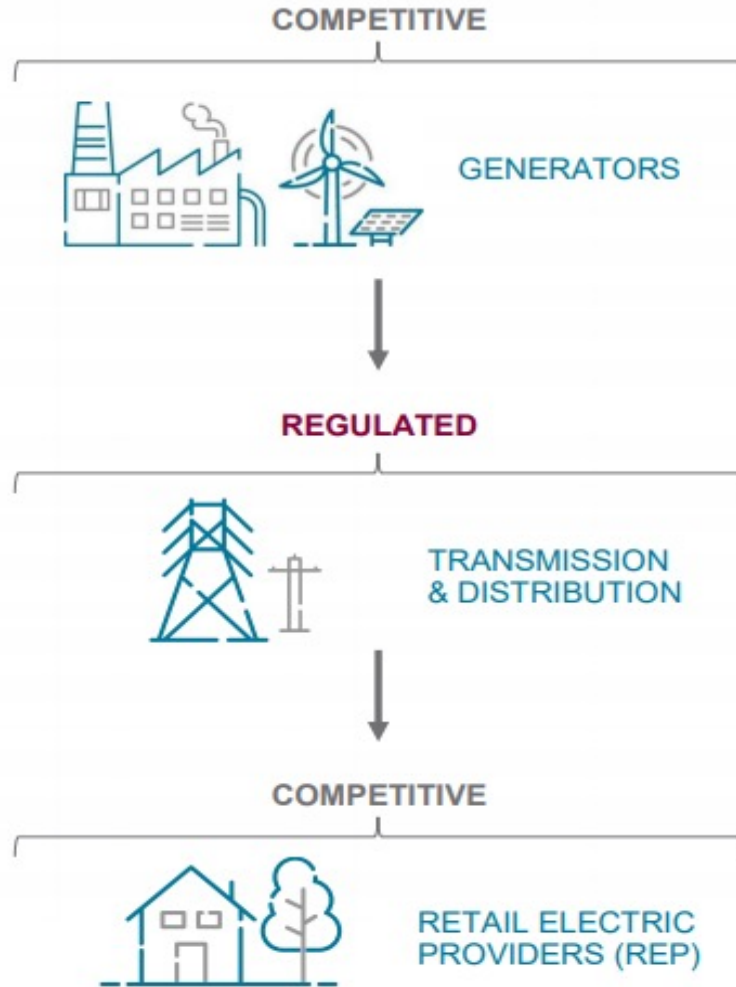 COMPETITIVE
GENERATORS
REGULATED
TRANSMISSION
& DISTRIBUTION
COMPETITIVE
RETAIL ELECTRIC
PROVIDERS (REP)